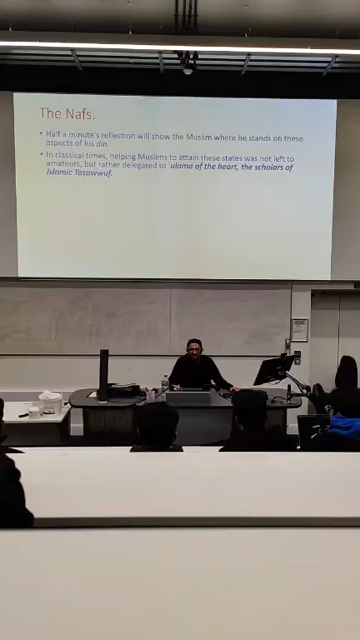 The Nafs.
• Half a minute's reflection will show the Muslim where he stands on these
aspects of his din.
• In classical times, helping Muslims to attain these states was not left to
amateurs, but rather delegated to 'ulama of the heart, the scholars of
Islamic Tasawwuf.